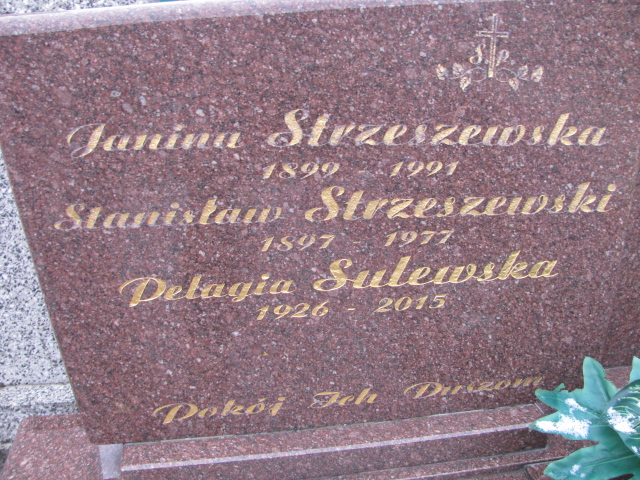 Ś P
Janina Strzeszewska
1899 - 1991
Stanisław Strzeszewski
1897 - 1977
Pelagia Sulewska
1926 - 2015
Pokój Ich Duszom